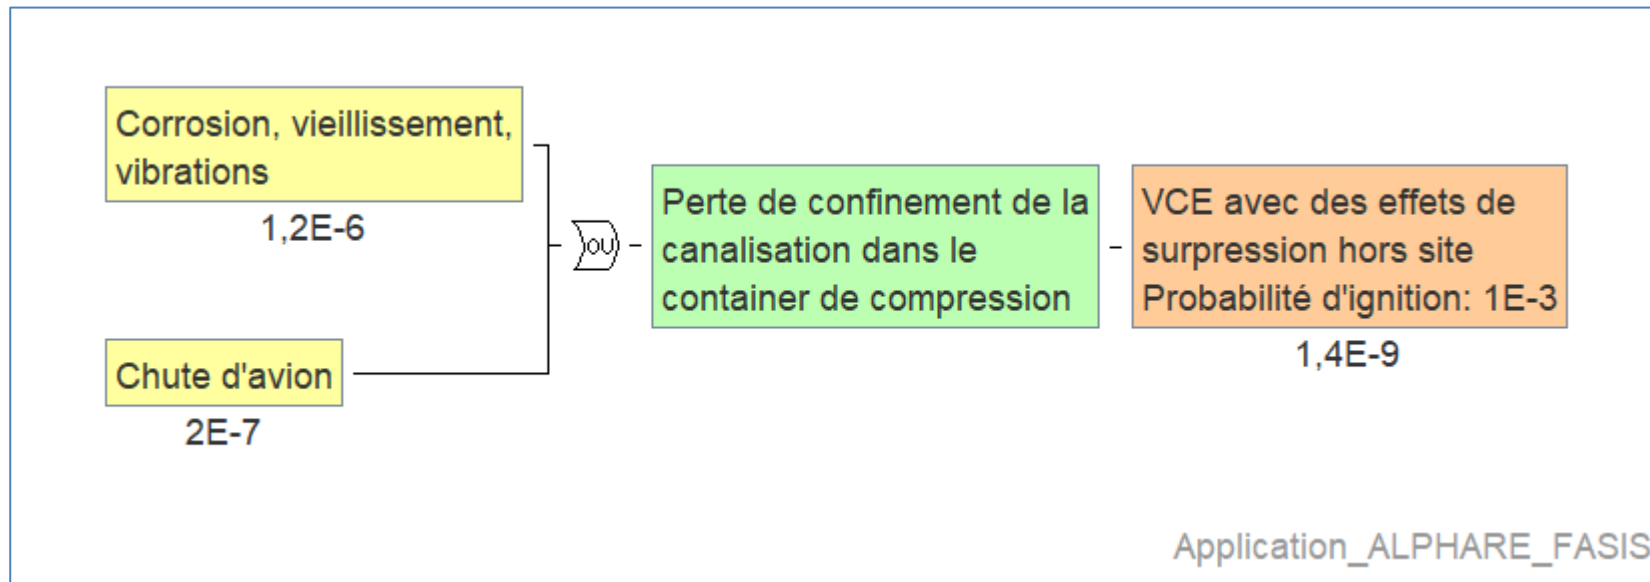 Corrosion, vieillissement,
vibrations
1,2E-6
Chute d'avion
2E-7
OU
Perte de confinement de la
canalisation dans le
container de compression
VCE avec des effets de
surpression hors site
Probabilité d'ignition: 1E-3
1,4E-9
Application_ALPHARE_FASIS